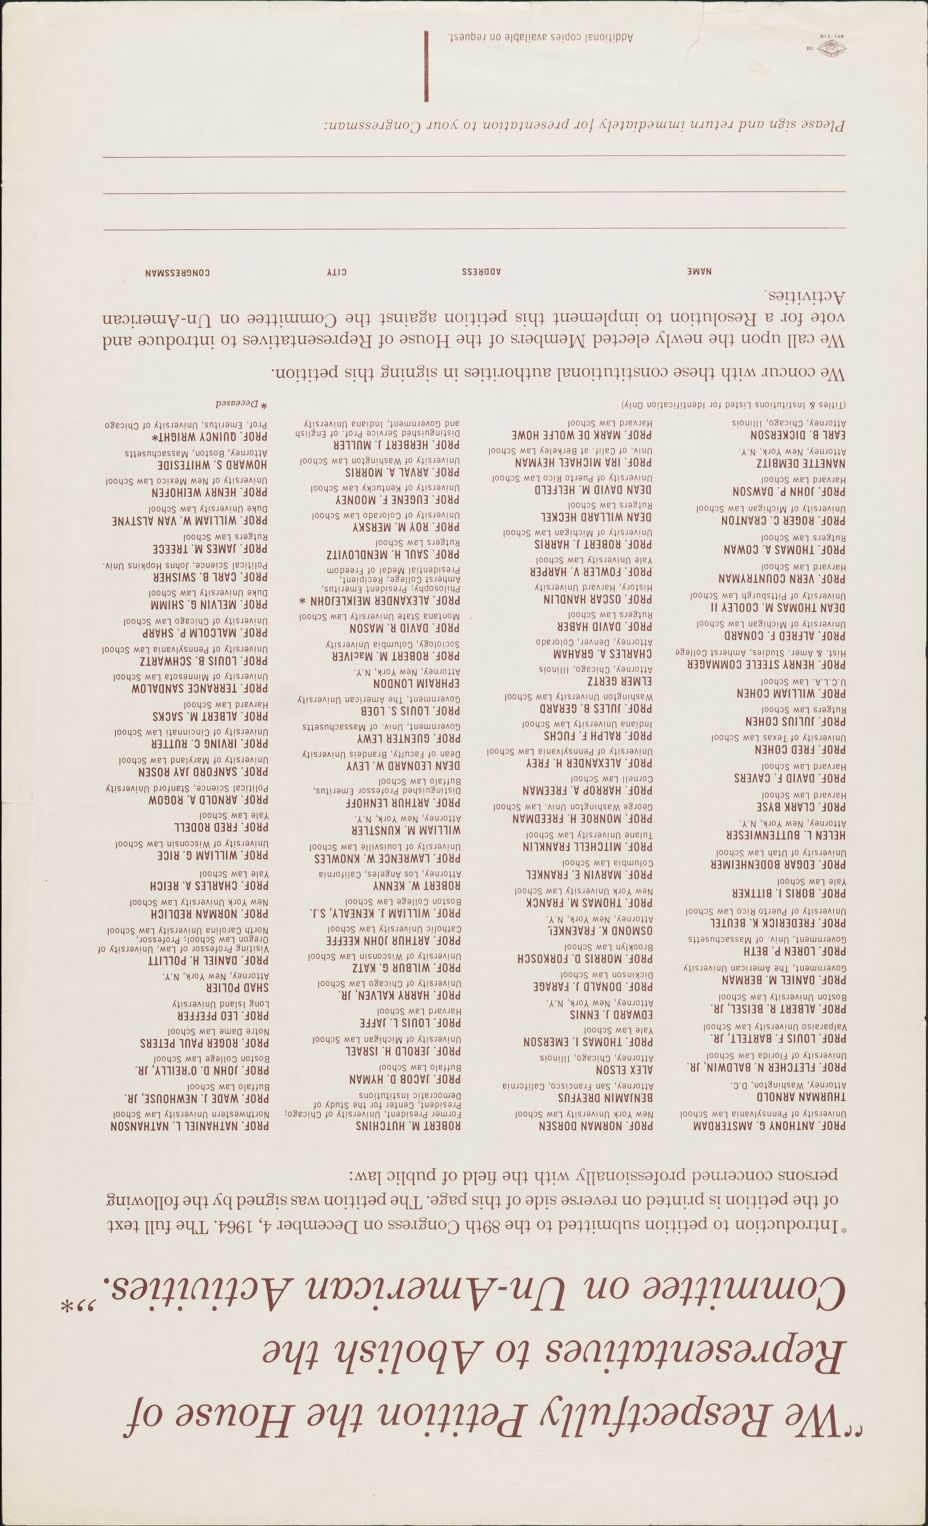 "We Respectfully Petition the House of
Representatives to Abolish the
Committee on Un-American Activities."*
*Introduction to petition submitted to the 89th Congress on December 4, 1964. The full text
of the petition is printed on reverse side of this page. The petition was signed by the following
persons concerned professionally with the field of public law:
PROF. ANTHONY G. AMSTERDAM
University of Pennsylvania Law School
THURMAN ARNOLD
Attorney, Washington, D.C.
PROF. FLETCHER N. BALDWIN, JR.
University of Florida Law School
PROF. LOUIS F. BARTELT, JR.
Valparaiso University Law School
PROF. ALBERT R. BEISEL, JR.
Boston University Law School
PROF. DANIEL M. BERMAN
Government, The American University
PROF. LOREN P. BETH
Government, Univ. of Massachusetts
PROF. FREDERICK K. BEUTEL
University of Puerto Rico Law School
PROF. BORIS I. BITTKER
Yale Law School
PROF. EDGAR BODENHEIMER
University of Utah Law School
HELEN L. BUTTENWIESER
Attorney, New York, N.Y.
PROF. CLARK BYSE
Harvard Law School
PROF. DAVID F. CAVERS
Harvard Law School
PROF. FRED COHEN
University of Texas Law School
PROF. JULIUS COHEN
Rutgers Law School
PROF. WILLIAM COHEN
U.C.L.A. Law School
PROF. HENRY STEELE COMMAGER
Hist. & Amer. Studies, Amherst College
PROF. ALFRED F. CONARD
University of Michigan Law School
DEAN THOMAS M. COOLEY II
University of Pittsburgh Law School
PROF. VERN COUNTRYMAN
Harvard Law School
PROF. THOMAS A. COWAN
Rutgers Law School
PROF. ROGER C. CRANTON
University of Michigan Law School
PROF. JOHN P. DAWSON
Harvard Law School
NANETTE DEMBITZ
Attorney, New York, N.Y.
EARL B. DICKERSON
Attorney, Chicago, Illinois
PROF. NORMAN DORSEN
New York University Law School
BENJAMIN DREYFUS
Attorney, San Francisco, California
ALEX ELSON
Attorney, Chicago, Illinois
PROF. THOMAS I. EMERSON
Yale Law School
EDWARD J. ENNIS
Attorney, New York, N.Y.
PROF. DONALD J. FARAGE
Dickinson Law School
PROF. MORRIS D. FORKOSCH
Brooklyn Law School
OSMOND K. FRAENKEL
Attorney, New York, N.Y.
PROF. THOMAS M. FRANCK
New York University Law School
PROF. MARVIN E. FRANKEL
Columbia Law School
PROF. MITCHELL FRANKLIN
Tulane University Law School
PROF. MONROE H. FREEDMAN
George Washington Univ. Law School
PROF. HARROP A. FREEMAN
Cornell Law School
PROF. ALEXANDER H. FREY
University of Pennsylvania Law School
PROF. RALPH F. FUCHS
Indiana University Law School
PROF. JULES B. GERARD
Washington University Law School
ELMER GERTZ
Attorney, Chicago, Illinois
CHARLES A. GRAHAM
Attorney, Denver, Colorado
PROF. DAVID HABER
Rutgers Law School
PROF. OSCAR HANDLIN
History, Harvard University
PROF. FOWLER V. HARPER
Yale University Law School
PROF. ROBERT J. HARRIS
University of Michigan Law School
DEAN WILLARD HECKEL
Rutgers Law School
DEAN DAVID M. HELFELD
University of Puerto Rico Law School
PROF. IRA MICHAEL HEYMAN
Univ. of Calif. at Berkeley Law School
PROF. MARK DE WOLFE HOWE
Harvard Law School
ROBERT M. HUTCHINS
Former President, University of Chicago;
President, Center for the Study of
Democratic Institutions
PROF. JACOB D. HYMAN
Buffalo Law School
PROF. JEROLD H. ISRAEL
University of Michigan Law School
PROF. LOUIS L. JAFFE
Harvard Law School
PROF. HARRY KALVEN, JR.
University of Chicago Law School
PROF. WILBUR G. KATZ
University of Wisconsin Law School
PROF. ARTHUR JOHN KEEFFE
Catholic University Law School
PROF. WILLIAM J. KENEALY, S.J.
Boston College Law School
ROBERT W. KENNY
Attorney, Los Angeles, California
PROF. LAWRENCE W. KNOWLES
University of Louisville Law School
WILLIAM M. KUNSTLER
Attorney, New York, N.Y.
PROF. ARTHUR LENHOFF
Distinguished Professor Emeritus,
Buffalo Law School
DEAN LEONARD W. LEVY
Dean of Faculty, Brandeis University
PROF. GUENTER LEWY
Government, Univ. of Massachusetts
PROF. LOUIS S. LOEB
Government, The American University
EPHRAIM LONDON
Attorney, New York, N.Y.
PROF. ROBERT M. MacIVER
Sociology, Columbia University
PROF. DAVID R. MASON
Montana State University Law School
PROF. ALEXANDER MEIKLEJOHN *
Philosophy; President Emeritus,
Amherst College; Recipient,
Presidential Medal of Freedom
PROF. SAUL H. MENDLOVITZ
Rutgers Law School
PROF. ROY M. MERSKY
University of Colorado Law School
PROF. EUGENE F. MOONEY
University of Kentucky Law School
PROF. ARVAL A. MORRIS
University of Washington Law School
PROF. HERBERT J. MULLER
Distinguished Service Prof. of English
and Government, Indiana University
PROF. NATHANIEL L. NATHANSON
Northwestern University Law School
PROF. WADE J. NEWHOUSE, JR.
Buffalo Law School
PROF. JOHN D. O'REILLY, JR.
Boston College Law School
PROF. ROGER PAUL PETERS
Notre Dame Law School
PROF. LEO PFEFFER
Long Island University
SHAD POLIER
Attorney, New York, N.Y.
PROF. DANIEL H. POLLITT
Visiting Professor of Law, University of
Oregon Law School; Professor,
North Carolina University Law School
PROF. NORMAN REDLICH
New York University Law School
PROF. CHARLES A. REICH
Yale Law School
PROF. WILLIAM G. RICE
University of Wisconsin Law School
PROF. FRED RODELL
Yale Law School
PROF. ARNOLD A. ROGOW
Political Science, Stanford University
PROF. SANFORD JAY ROSEN
University of Maryland Law School
PROF. IRVING C. RUTTER
University of Cincinnati Law School
PROF. ALBERT M. SACKS
Harvard Law School
PROF. TERRANCE SANDALOW
University of Minnesota Law School
PROF. LOUIS B. SCHWARTZ
University of Pennsylvania Law School
PROF. MALCOLM P. SHARP
University of Chicago Law School
PROF. MELVIN G. SHIMM
Duke University Law School
PROF. CARL B. SWISHER
Political Science, Johns Hopkins Univ.
PROF. JAMES M. TREECE
Rutgers Law School
PROF. WILLIAM W. VAN ALSTYNE
Duke University Law School
PROF. HENRY WEIHOFEN
University of New Mexico Law School
HOWARD S. WHITESIDE
Attorney, Boston, Massachusetts
PROF. QUINCY WRIGHT*
Prof. Emeritus, University of Chicago
(Titles & Institutions Listed for Identification Only)
* Deceased
We concur with these constitutional authorities in signing this petition.
We call upon the newly elected Members of the House of Representatives to introduce and
vote for a Resolution to implement this petition against the Committee on Un-American
Activities.
NAME ADDRESS CITY CONGRESSMAN
Please sign and return immediately for presentation to your Congressman:
Additional copies available on request.